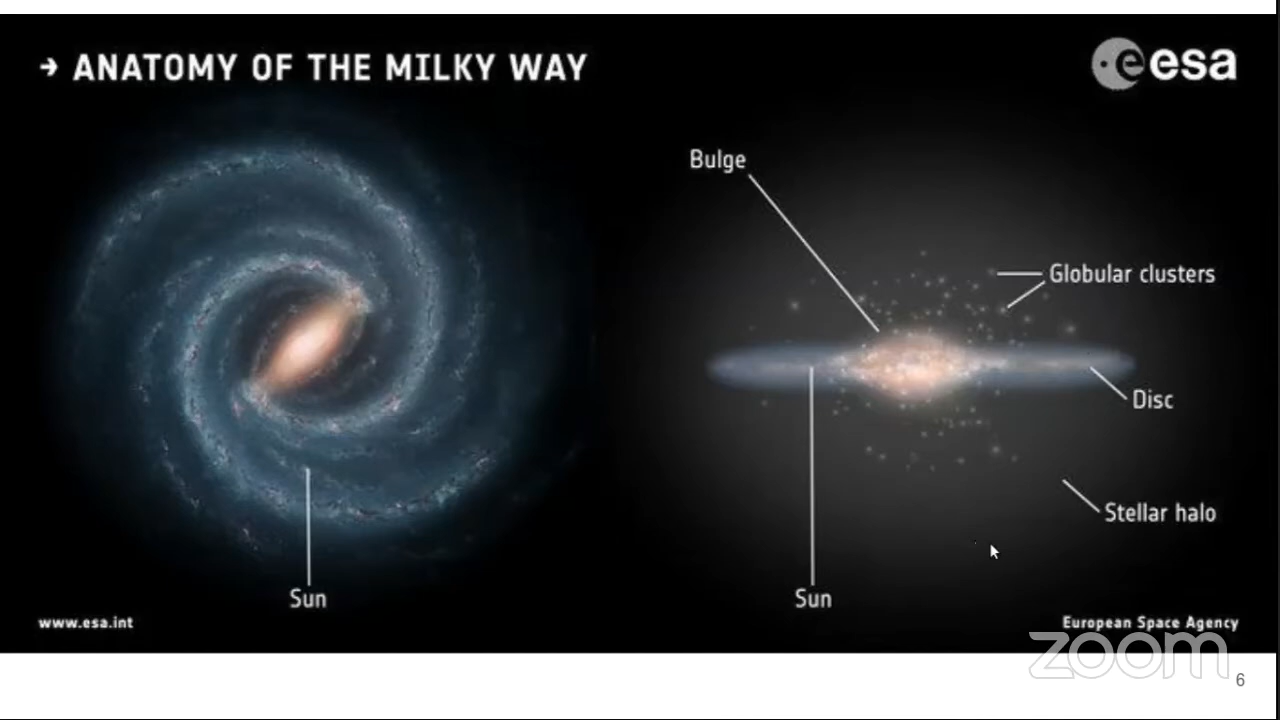 → ANATOMY OF THE MILKY WAY
esa
Bulge
Globular clusters
Disc
Stellar halo
Sun
Sun
www.esa.int
European Space Agency
zoom
6